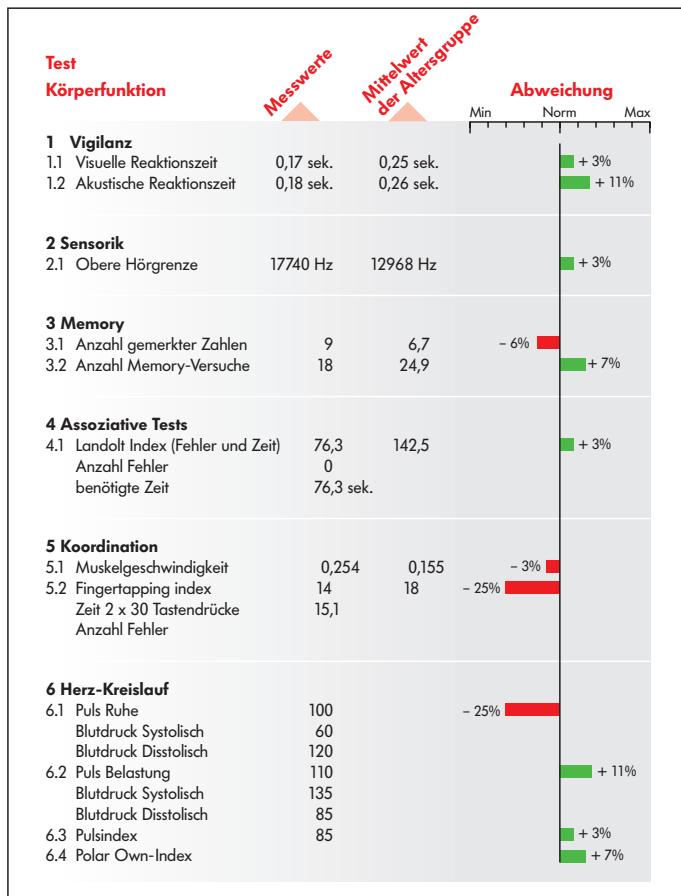 Test
Körperfunktion
Messwerte
Mittelwert
der Altersgruppe
Abweichung
Min Norm Max
1 Vigilanz
1.1 Visuelle Reaktionszeit 0,17 sek. 0,25 sek. + 3%
1.2 Akustische Reaktionszeit 0,18 sek. 0,26 sek. + 11%
2 Sensorik
2.1 Obere Hörgrenze 17740 Hz 12968 Hz + 3%
3 Memory
3.1 Anzahl gemerkter Zahlen 9 6,7 – 6%
3.2 Anzahl Memory-Versuche 18 24,9 + 7%
4 Assoziative Tests
4.1 Landolt Index (Fehler und Zeit) 76,3 142,5 + 3%
Anzahl Fehler 0
benötigte Zeit 76,3 sek.
5 Koordination
5.1 Muskelgeschwindigkeit 0,254 0,155 – 3%
5.2 Fingertapping index 14 18 – 25%
Zeit 2 x 30 Tastendrücke 15,1
Anzahl Fehler
6 Herz-Kreislauf
6.1 Puls Ruhe 100 – 25%
Blutdruck Systolisch 60
Blutdruck Disstolisch 120
6.2 Puls Belastung 110 + 11%
Blutdruck Systolisch 135
Blutdruck Disstolisch 85
6.3 Pulsindex 85 + 3%
6.4 Polar Own-Index + 7%